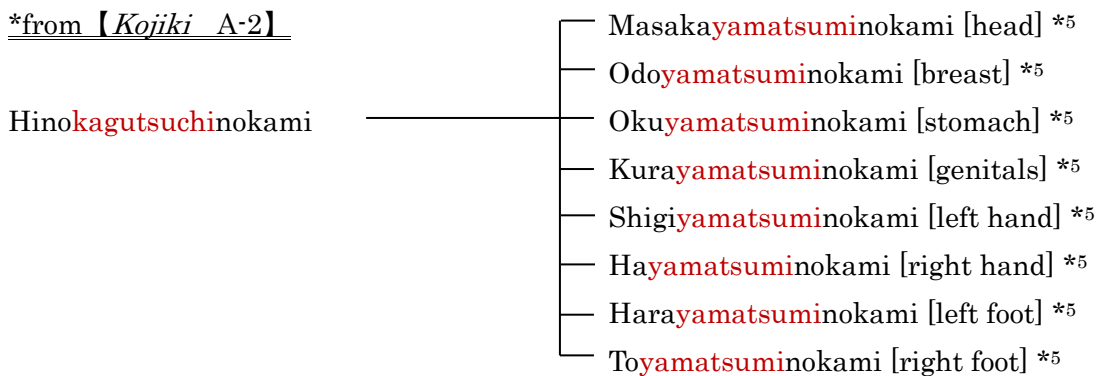 *from【Kojiki A-2】
Masakayamatsuminokami [head] *5
Odoyamatsuminokami [breast] *5
Hinokagutsuchinokami
Okuyamatsuminokami [stomach] *5
Kurayamatsuminokami [genitals] *5
Shigiyamatsuminokami [left hand] *5
Hayamatsuminokami [right hand] *5
Harayamatsuminokami [left foot] *5
Toyamatsuminokami [right foot] *5